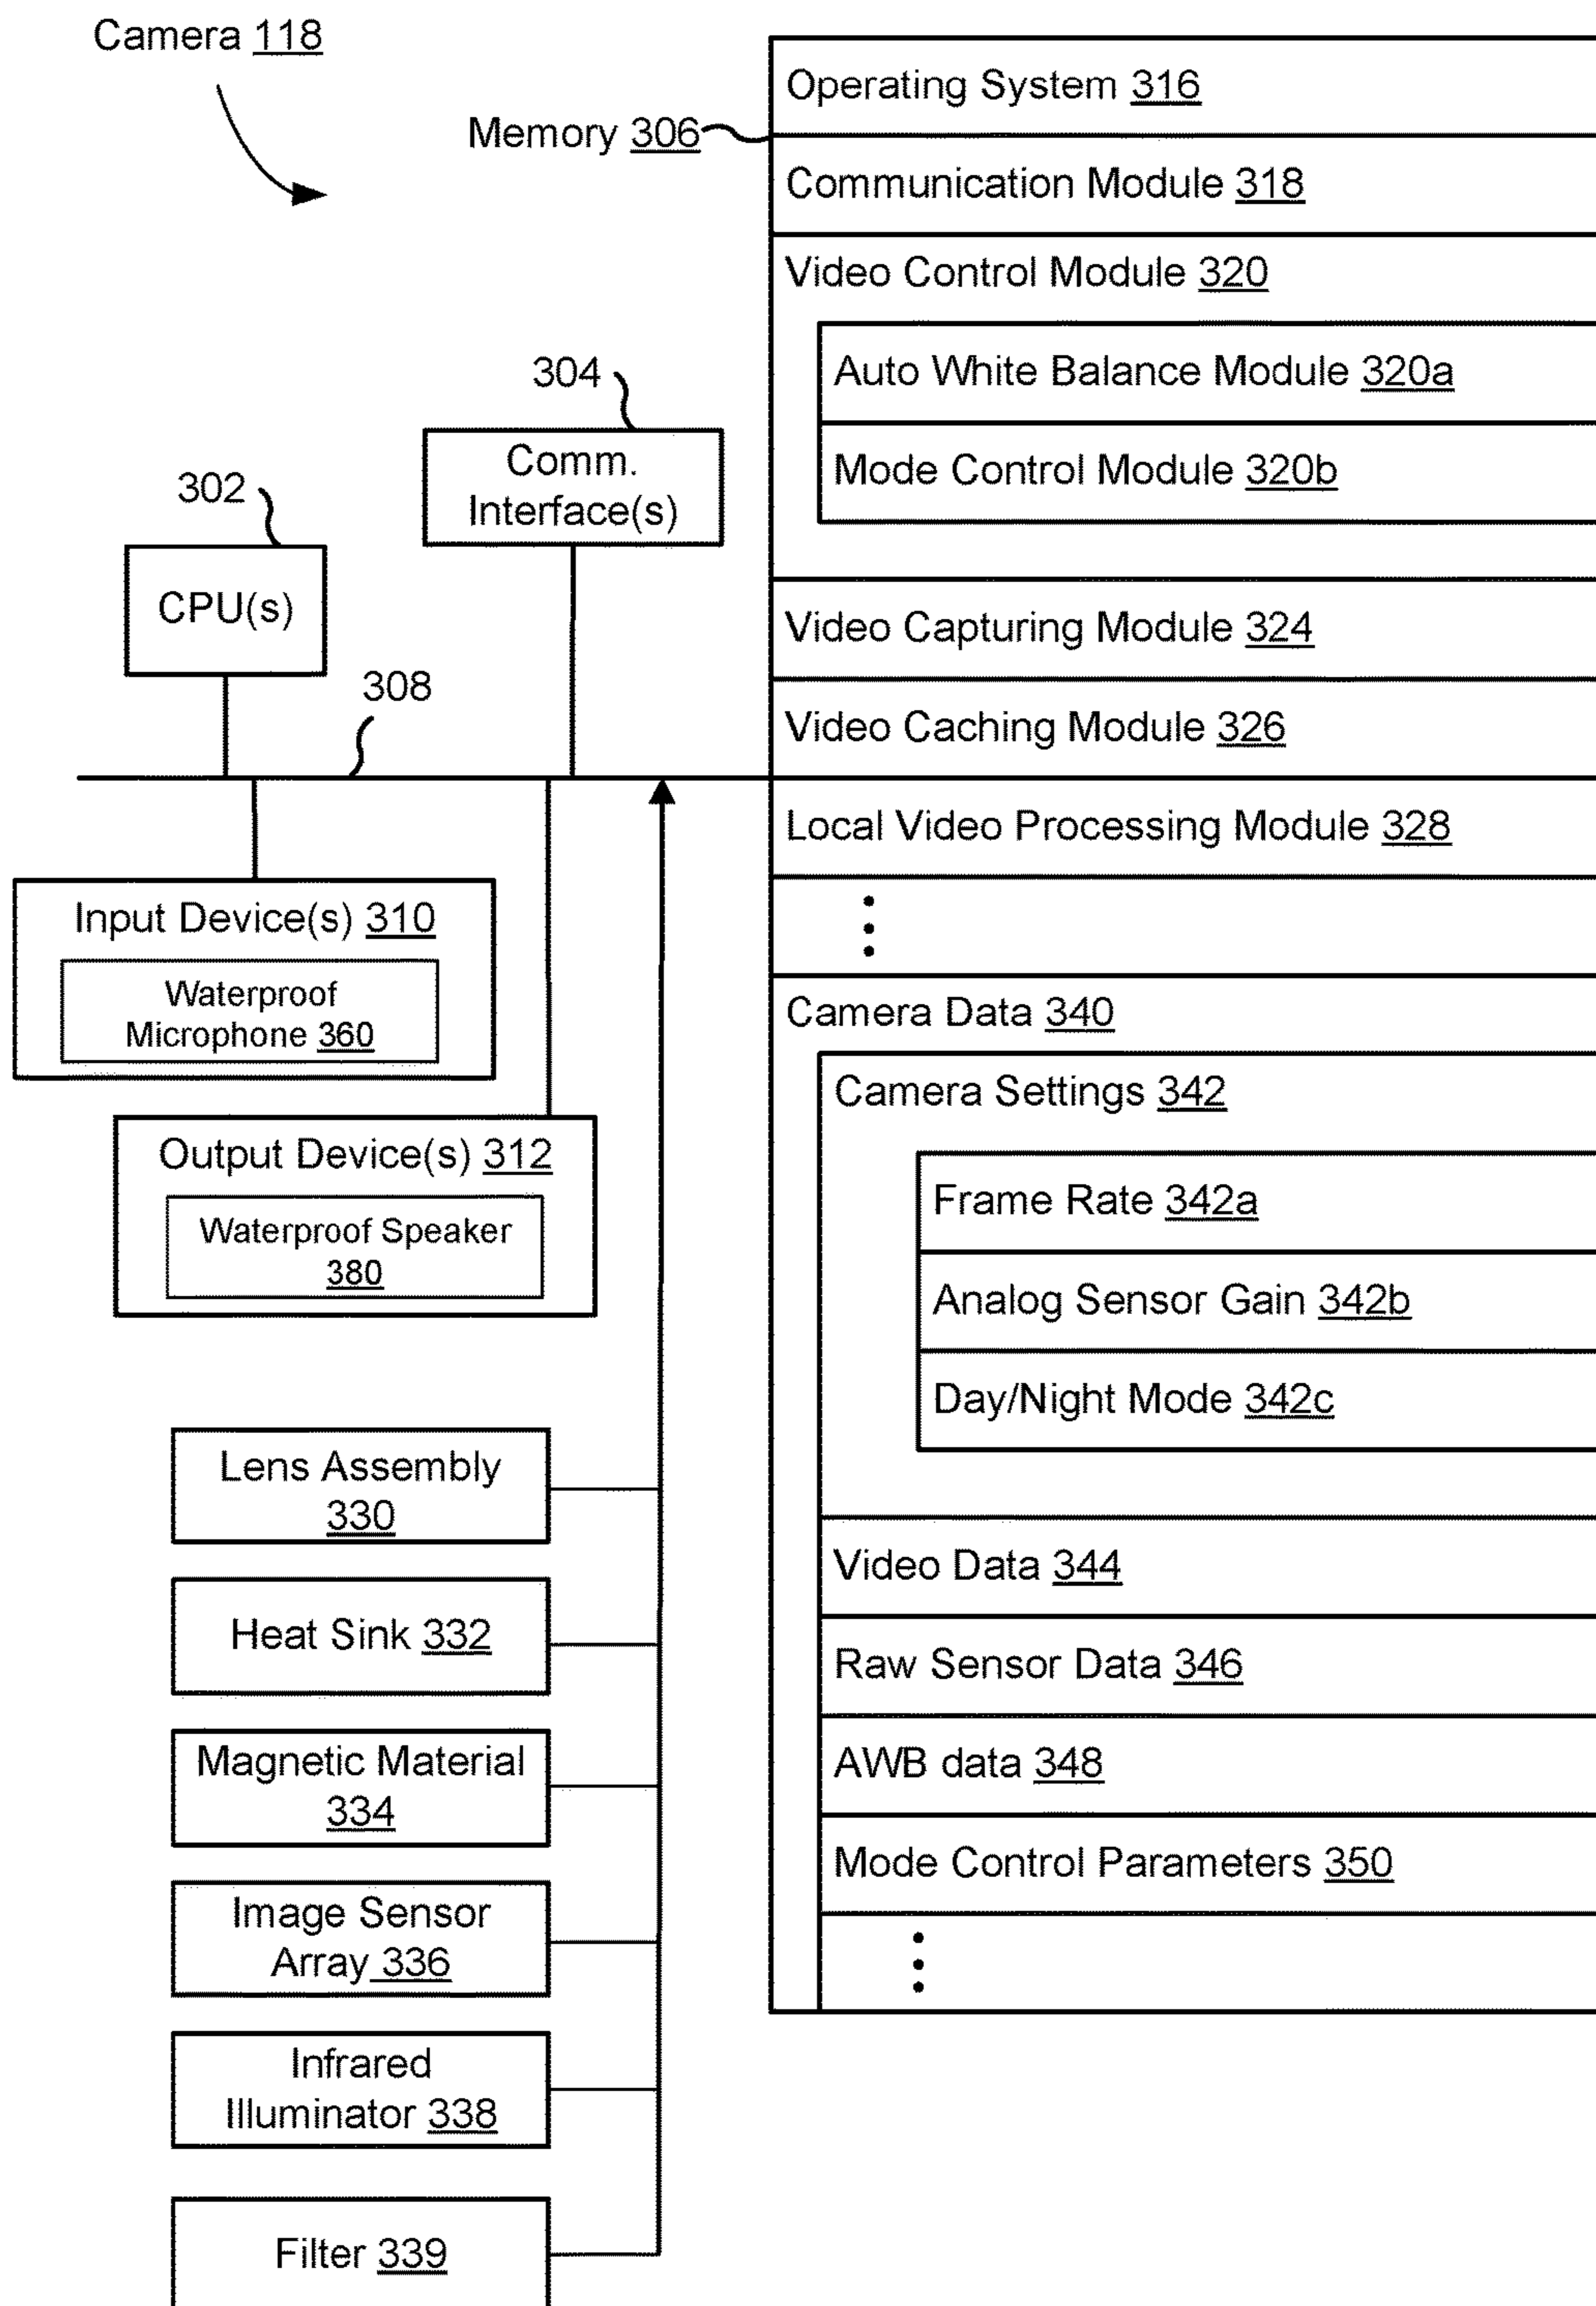 Camera 118
Memory 306
304
Comm.
Interface(s)
302
CPU(s)
308
Input Device(s) 310
Waterproof
Microphone 360
Output Device(s) 312
Waterproof Speaker
380
Lens Assembly
330
Heat Sink 332
Magnetic Material
334
Image Sensor
Array 336
Infrared
Illuminator 338
Filter 339
Operating System 316
Communication Module 318
Video Control Module 320
Auto White Balance Module 320a
Mode Control Module 320b
Video Capturing Module 324
Video Caching Module 326
Local Video Processing Module 328
Camera Data 340
Camera Settings 342
Frame Rate 342a
Analog Sensor Gain 342b
Day/Night Mode 342c
Video Data 344
Raw Sensor Data 346
AWB data 348
Mode Control Parameters 350